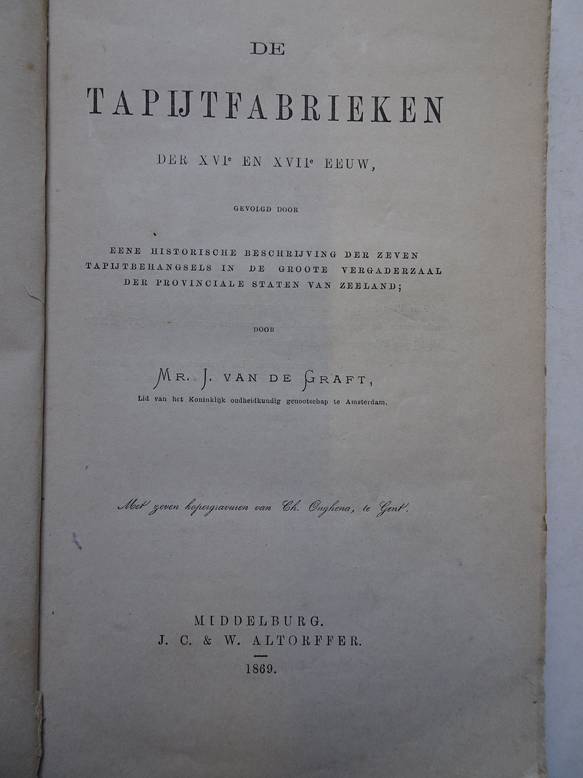 DE
TAPIJTFABRIEKEN
DER XVIe EN XVIIe EEUW,
GEVOLGD DOOR
EENE HISTORISCHE BESCHRIJVING DER ZEVEN
TAPIJTBEHANGSELS IN DE GROOTE VERGADERZAAL
DER PROVINCIALE STATEN VAN ZEELAND;
DOOR
MR. J. VAN DE GRAFT,
Lid van het Koninklijk oudheidkundig genootschap te Amsterdam.
Met zeven kopergravuren van Ch. Onghena, te Gent.
MIDDELBURG.
J. C. & W. ALTORFFER.
1869.